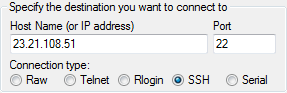 Specify the destination you want to connect to
Host Name (or IP address) Port
23.21.108.51 22
Connection type:
Raw Telnet Rlogin SSH Serial